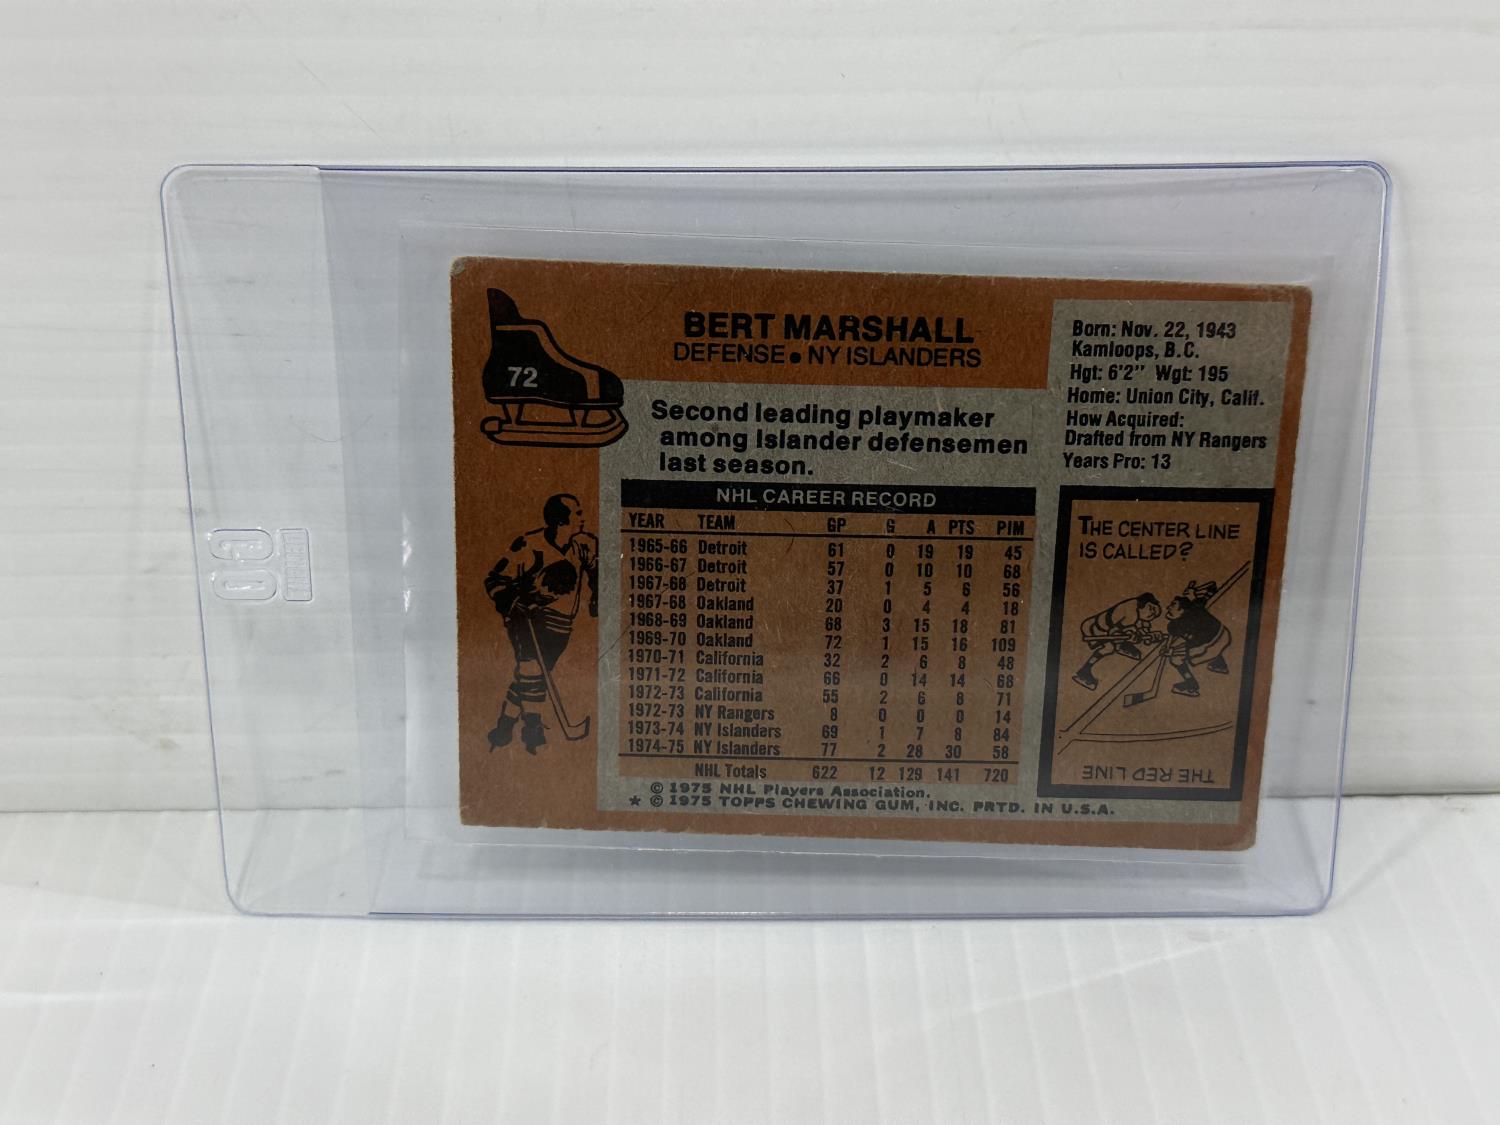 72
BERT MARSHALL
DEFENSE • NY ISLANDERS
Second leading playmaker
among Islander defensemen
last season.
Born: Nov. 22, 1943
Kamloops, B.C.
Hgt: 6'2" Wgt: 195
Home: Union City, Calif.
How Acquired:
Drafted from NY Rangers
Years Pro: 13
NHL CAREER RECORD
YEAR TEAM GP G A PTS PIM
1965-66 Detroit 61 0 19 19 45
1966-67 Detroit 57 0 10 10 68
1967-68 Detroit 37 1 5 6 56
1967-68 Oakland 20 0 4 4 18
1968-69 Oakland 68 3 15 18 81
1969-70 Oakland 72 1 15 16 109
1970-71 California 32 2 6 8 48
1971-72 California 66 0 14 14 68
1972-73 California 55 2 6 8 71
1972-73 NY Rangers 8 0 0 0 14
1973-74 NY Islanders 69 1 7 8 84
1974-75 NY Islanders 77 2 28 30 58
NHL Totals 622 12 129 141 720
© 1975 NHL Players Association.
★ © 1975 TOPPS CHEWING GUM, INC. PRTD. IN U.S.A.
THE CENTER LINE
IS CALLED?
THE RED LINE